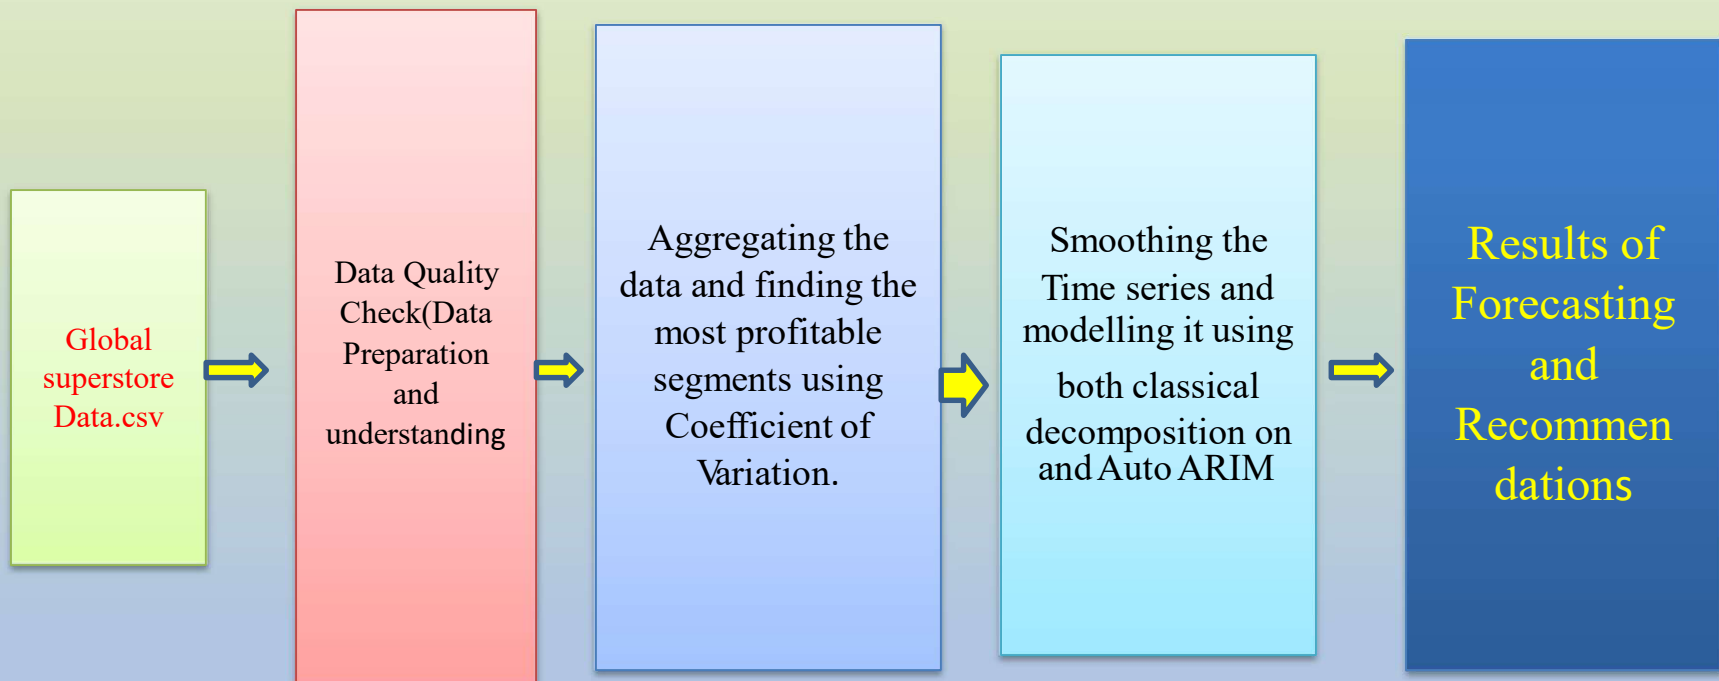 Global
superstore
Data.csv
Data Quality
Check(Data
Preparation
and
understanding
Aggregating the
data and finding the
most profitable
segments using
Coefficient of
Variation.
Smoothing the
Time series and
modelling it using
both classical
decomposition on
and Auto ARIM
Results of
Forecasting
and
Recommen
dations